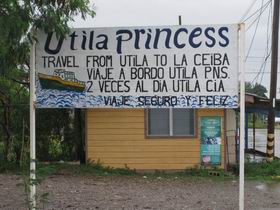 Utila Princess
TRAVEL FROM UTILA TO LA CEIBA
VIAJE A BORDO UTILA PNS.
2 VECES AL DIA UTILA CIA
VIAJE SEGURO Y FELIZ